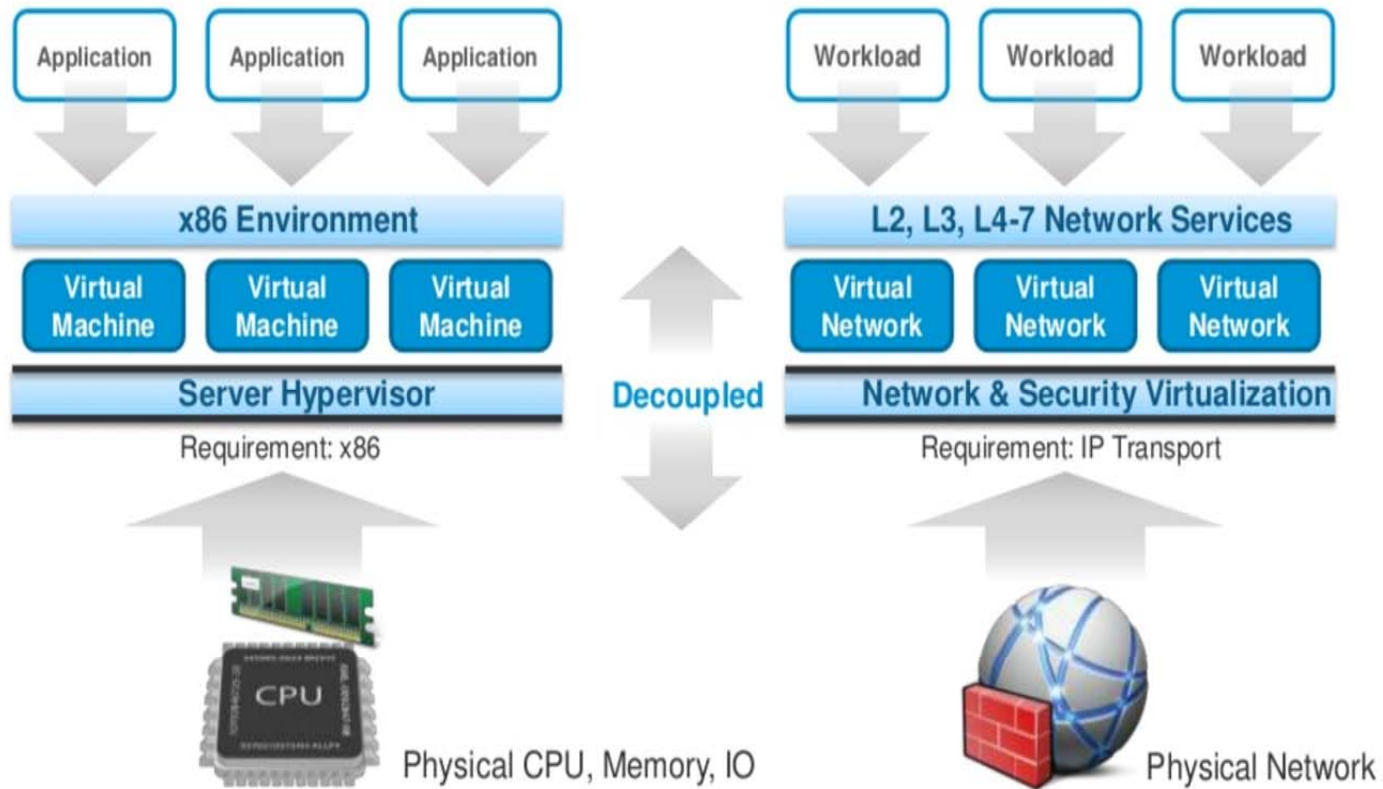 Application
Application
Application
x86 Environment
Virtual
Machine
Virtual
Machine
Virtual
Machine
Server Hypervisor
Requirement: x86
CPU
Physical CPU, Memory, IO
Decoupled
Workload
Workload
Workload
L2, L3, L4-7 Network Services
Virtual
Network
Virtual
Network
Virtual
Network
Network & Security Virtualization
Requirement: IP Transport
Physical Network